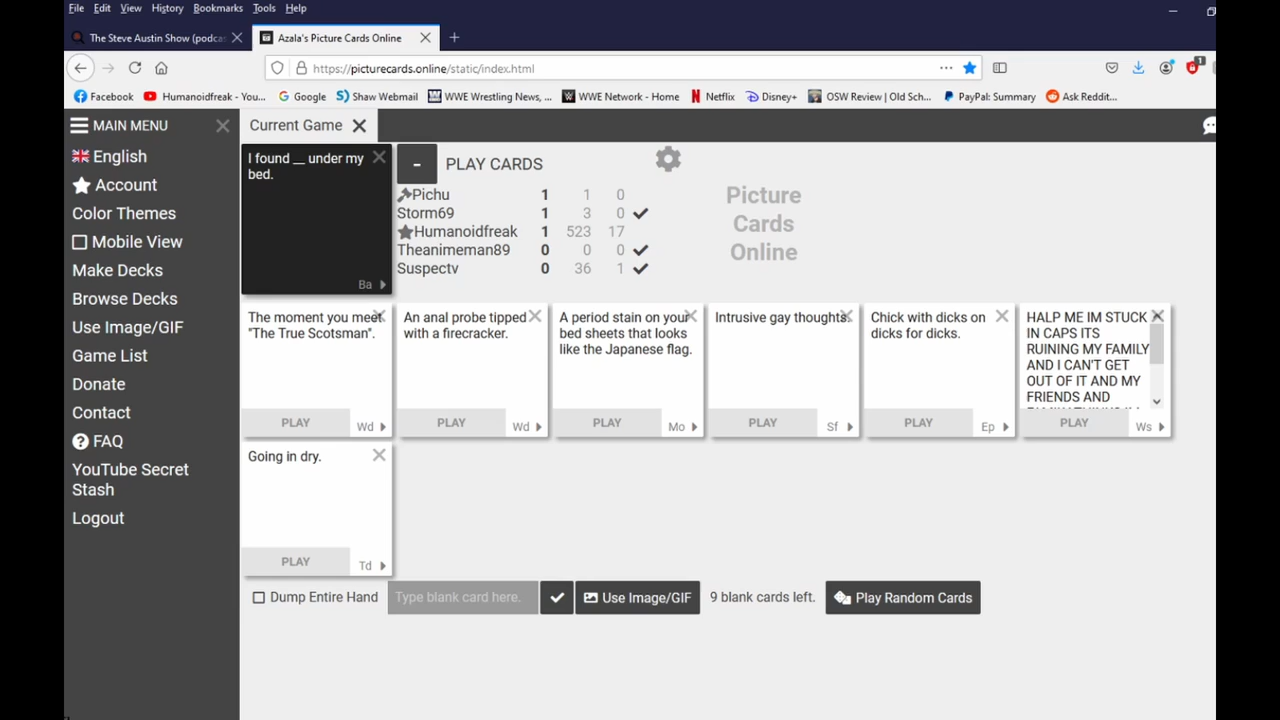 File Edit View History Bookmarks Tools Help
The Steve Austin Show (podca
Azala's Picture Cards Online
https://picturecards.online/static/index.html
1
Facebook Humanoidfreak - You... Google Shaw Webmail WWE Wrestling News, ... WWE Network - Home Netflix Disney+ OSW Review | Old Sch... PayPal: Summary Ask Reddit...
MAIN MENU
English
Account
Color Themes
Mobile View
Make Decks
Browse Decks
Use Image/GIF
Game List
Donate
Contact
FAQ
YouTube Secret
Stash
Logout
Current Game
I found __ under my
bed.
Ba
- PLAY CARDS
Pichu 1 1 0
Storm69 1 3 0
Humanoidfreak 1 523 17
Theanimeman89 0 0 0
Suspectv 0 36 1
Picture
Cards
Online
The moment you meet
"The True Scotsman".
PLAY Wd
An anal probe tipped
with a firecracker.
PLAY Wd
A period stain on your
bed sheets that looks
like the Japanese flag.
PLAY Mo
Intrusive gay thoughts.
PLAY Sf
Chick with dicks on
dicks for dicks.
PLAY Ep
HALP ME IM STUCK
IN CAPS ITS
RUINING MY FAMILY
AND I CAN'T GET
OUT OF IT AND MY
FRIENDS AND
PLAY Ws
Going in dry.
PLAY Td
Dump Entire Hand Type blank card here. Use Image/GIF 9 blank cards left. Play Random Cards